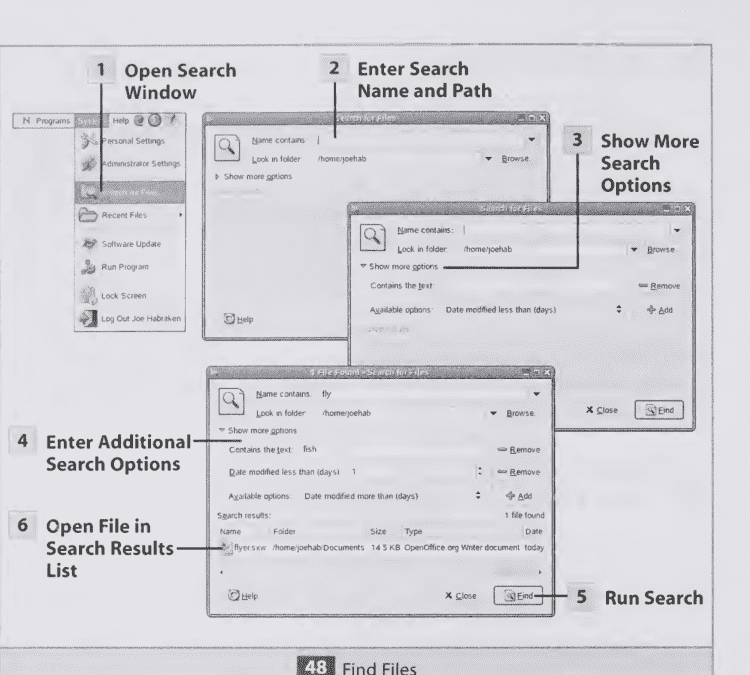 1 Open Search
Window
2 Enter Search
Name and Path
N Programs System Help
Personal Settings
Administrator Settings
Search for Files
Recent Files
Software Update
Run Program
Lock Screen
Log Out Joe Habraken
Search for Files
Name contains:
Look in folder /home/joehab Browse.
Show more options
Help
3 Show More
Search
Options
Search for Files
Name contains:
Look in folder: /home/joehab Browse.
Show more options
Contains the text: Remove
Available options: Date modified less than (days) Add
Close Find
1 File Found - Search for Files
Name contains: fly
Look in folder: /home/joehab Browse.
4 Enter Additional
Search Options
Show more options
Contains the text: fish Remove
Date modified less than (days) 1 Remove
Available options: Date modified more than (days) Add
Search results: 1 file found
Name Folder Size Type Date
6 Open File in
Search Results
List
flyer.sxw /home/joehab/Documents 14.5 KB OpenOffice.org Writer document today
Help Close Find
5 Run Search
48 Find Files